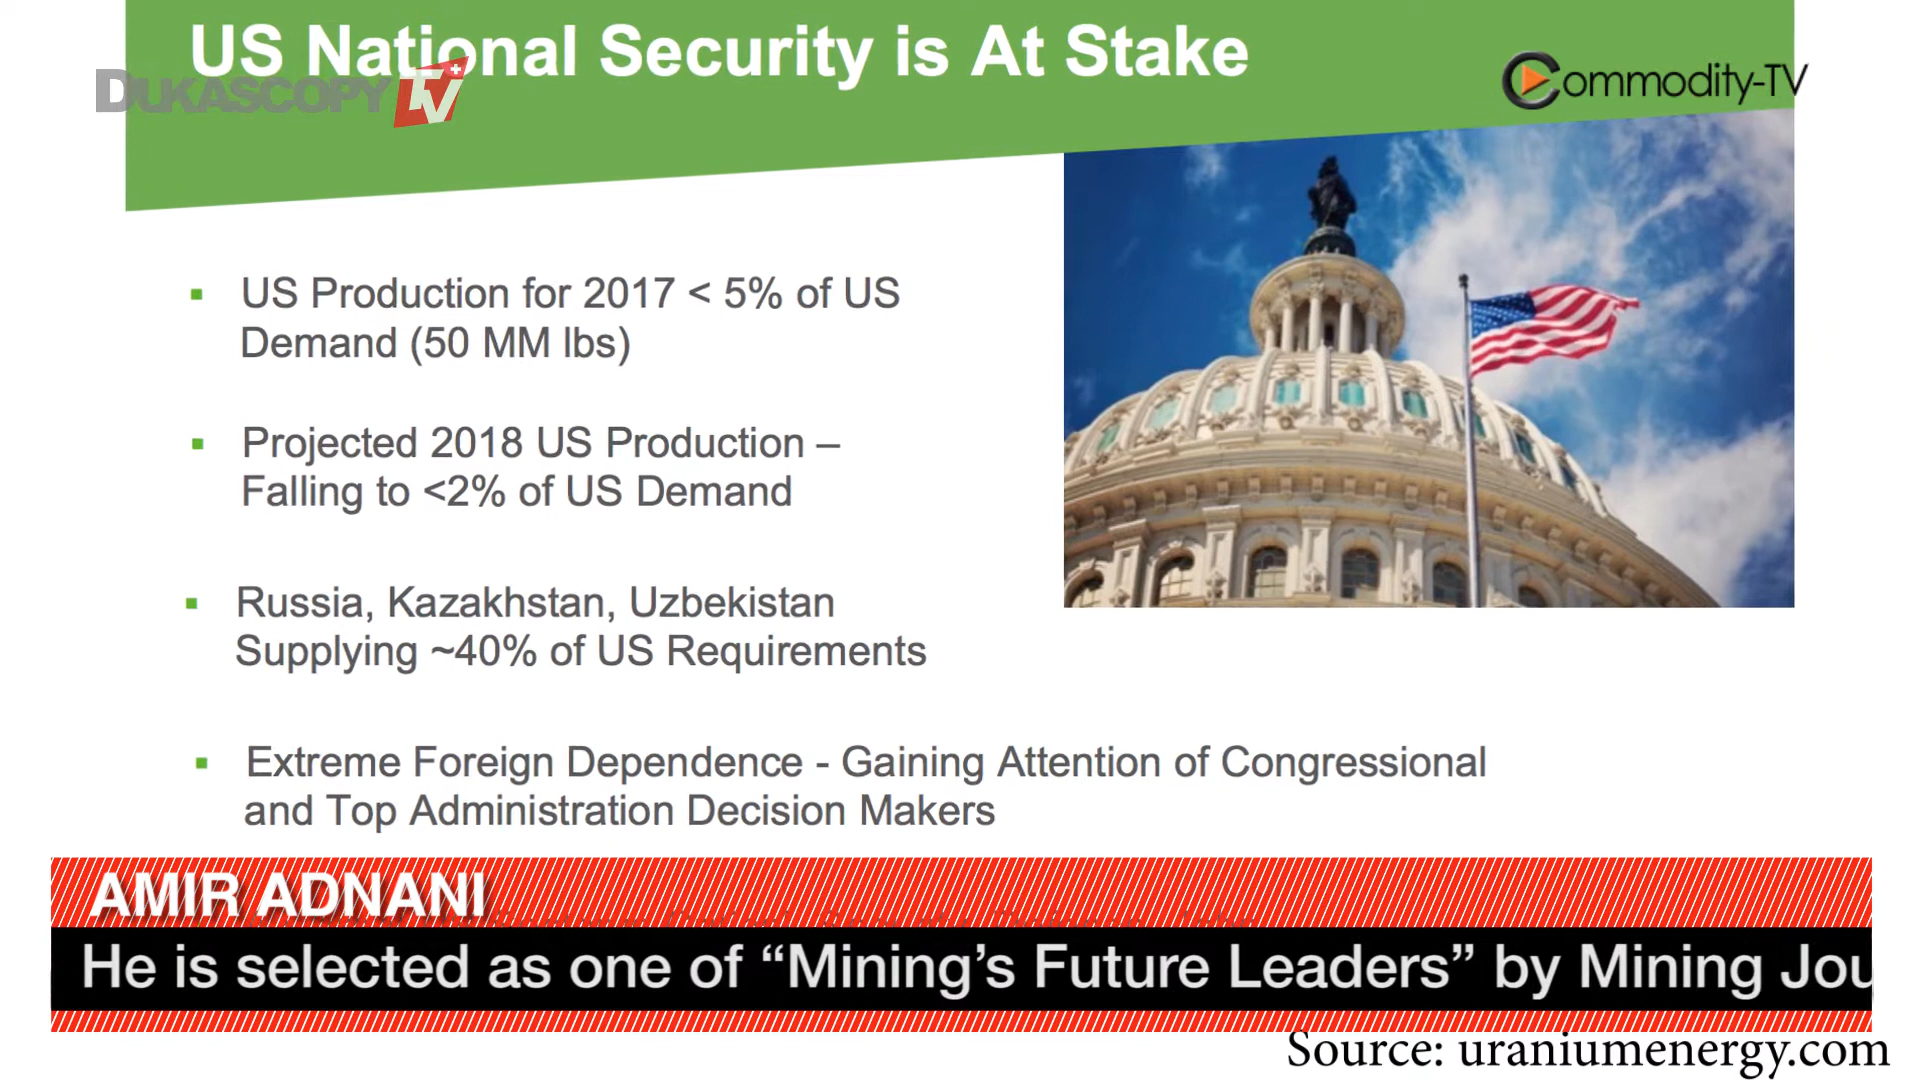 US National Security is At Stake
DUKASCOPY TV
Commodity-TV
US Production for 2017 < 5% of US
Demand (50 MM lbs)
Projected 2018 US Production –
Falling to <2% of US Demand
Russia, Kazakhstan, Uzbekistan
Supplying ~40% of US Requirements
Extreme Foreign Dependence - Gaining Attention of Congressional
and Top Administration Decision Makers
AMIR ADNANI
He is selected as one of “Mining’s Future Leaders” by Mining Jou
Source: uraniumenergy.com